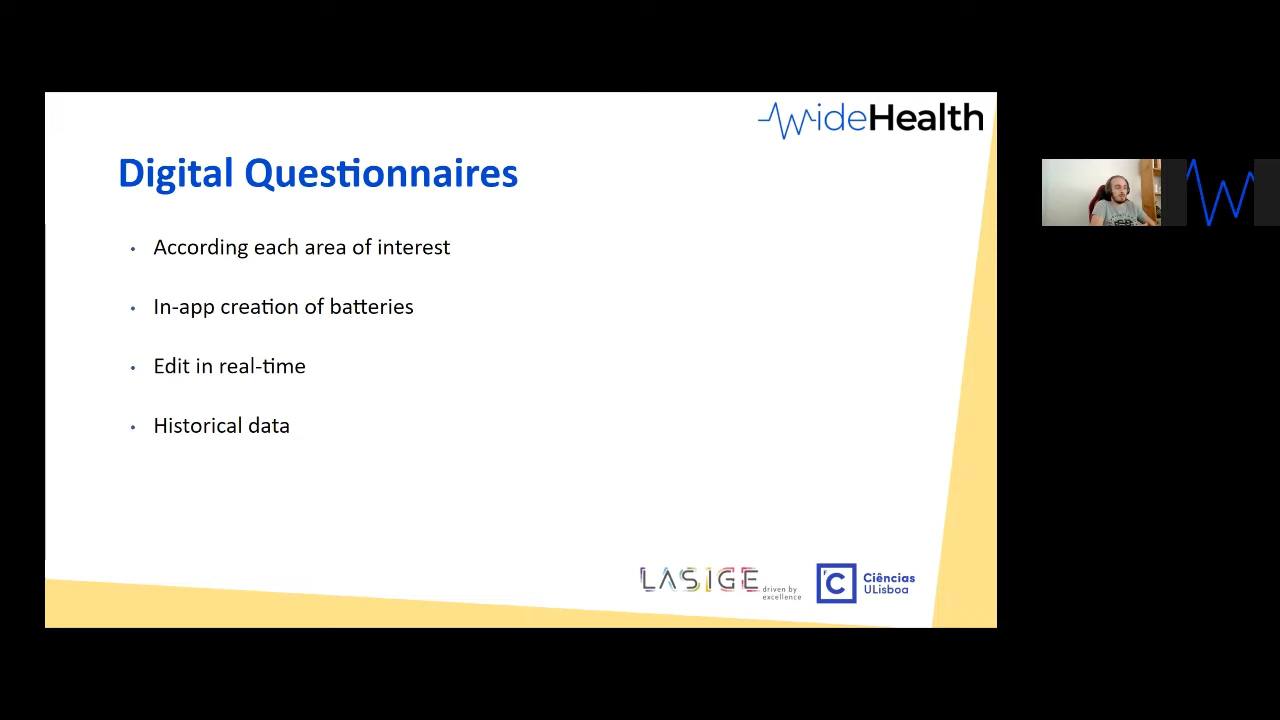 WideHealth
Digital Questionnaires
• According each area of interest
• In-app creation of batteries
• Edit in real-time
• Historical data
LASIGE
driven by
excellence
F
C
Ciências
ULisboa